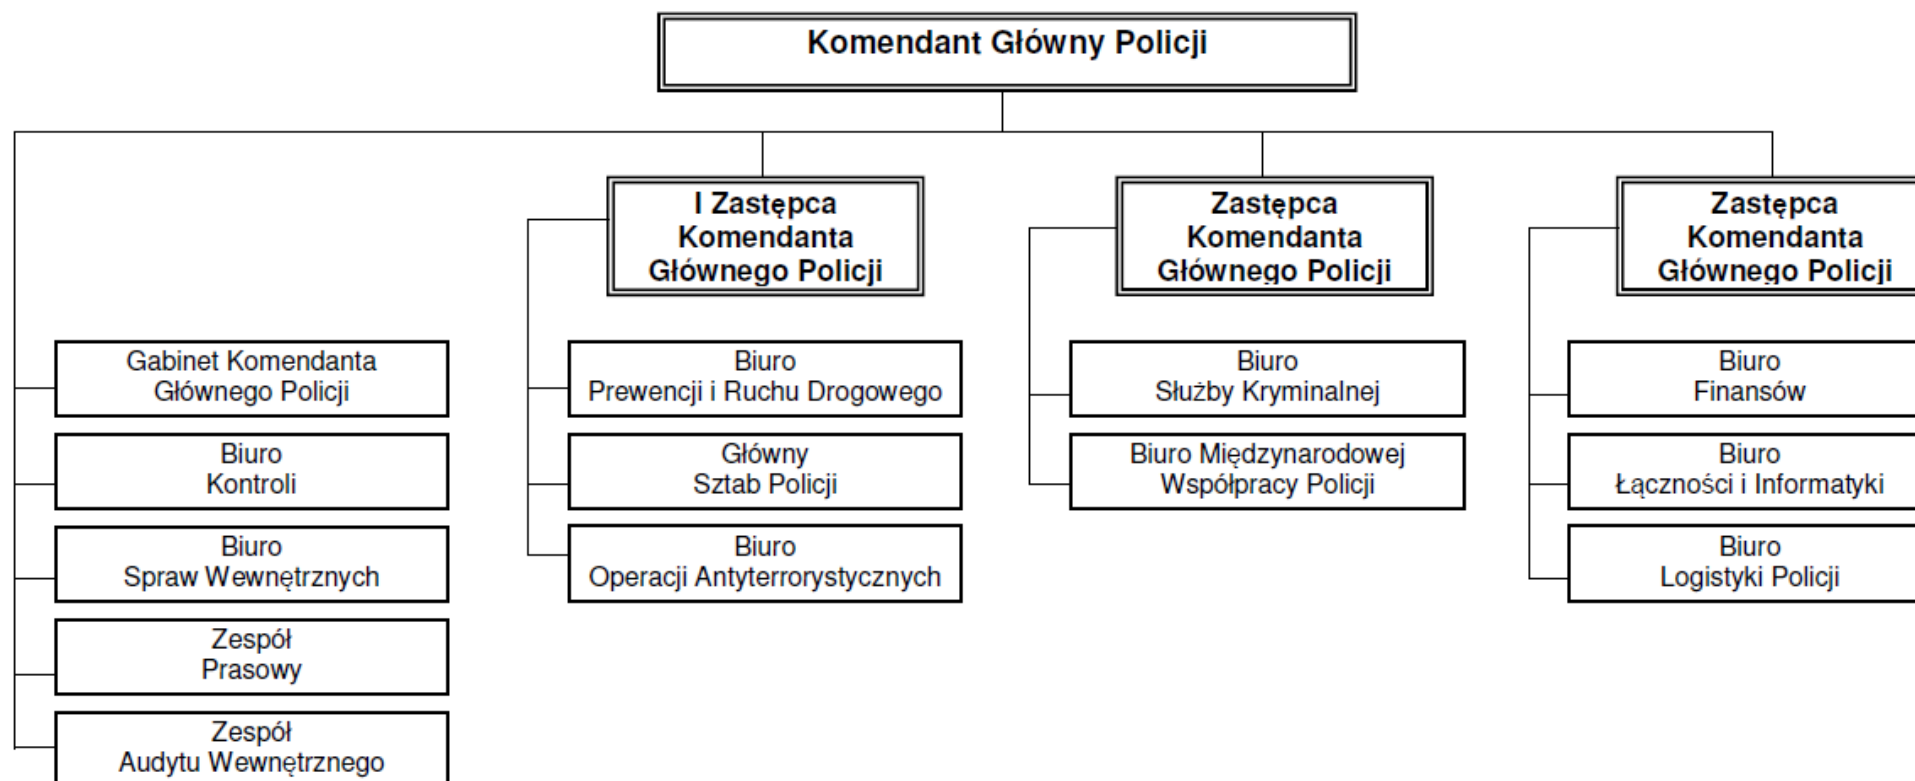 Komendant Główny Policji
I Zastępca
Komendanta
Głównego Policji
Zastępca
Komendanta
Głównego Policji
Zastępca
Komendanta
Głównego Policji
Gabinet Komendanta
Głównego Policji
Biuro
Kontroli
Biuro
Spraw Wewnętrznych
Zespół
Prasowy
Zespół
Audytu Wewnętrznego
Biuro
Prewencji i Ruchu Drogowego
Główny
Sztab Policji
Biuro
Operacji Antyterrorystycznych
Biuro
Służby Kryminalnej
Biuro Międzynarodowej
Współpracy Policji
Biuro
Finansów
Biuro
Łączności i Informatyki
Biuro
Logistyki Policji